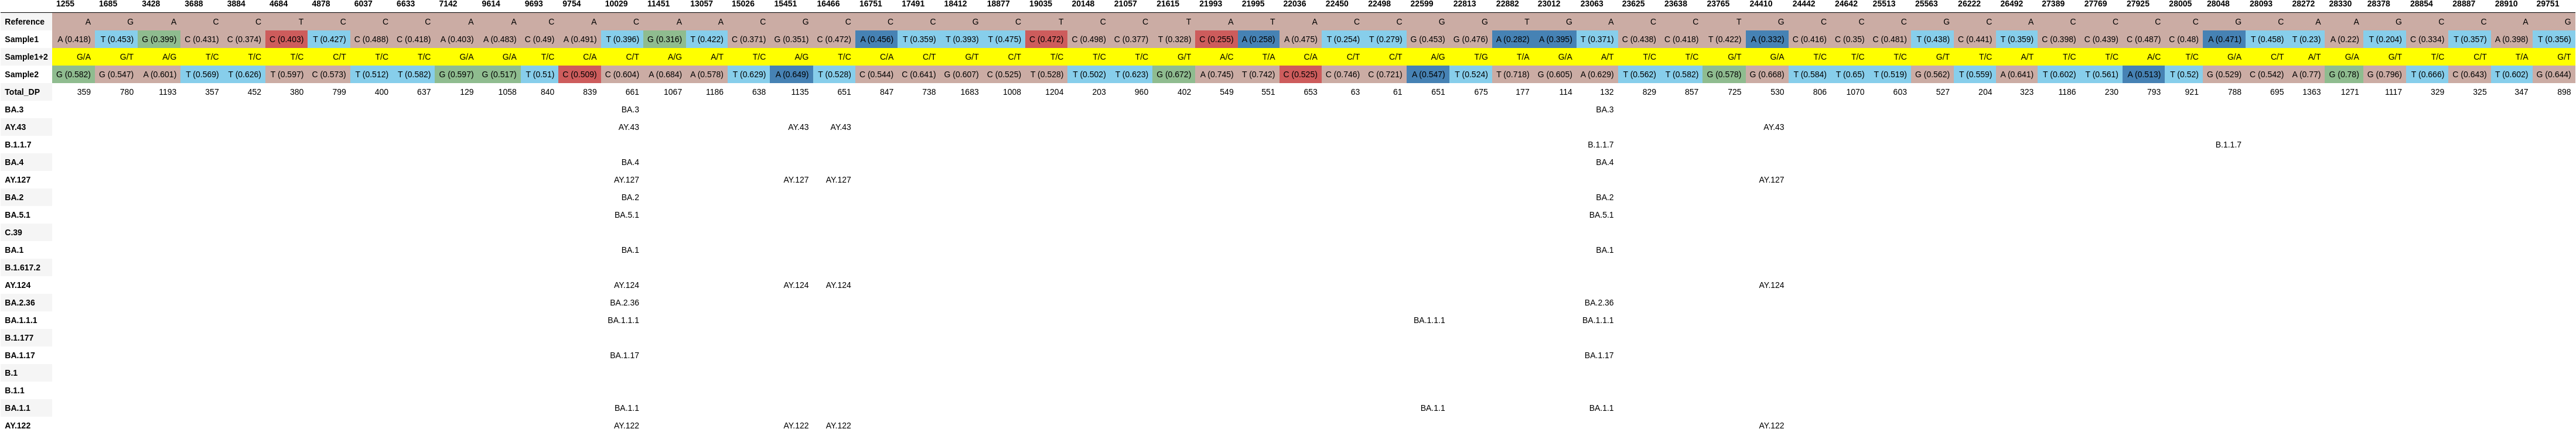 1255 1685 3428 3688 3884 4684 4878 6037 6633 7142 9614 9693 9754 10029 11451 13057 15026 15451 16466 16751 17491 18412 18877 19035 20148 21057 21615 21993 21995 22036 22450 22498 22599 22813 22882 23012 23063 23625 23638 23765 24410 24442 24642 25513 25563 26222 26492 27389 27769 27925 28005 28048 28093 28272 28330 28378 28854 28887 28910 29751
Reference A G A C C T C C C A A C A C A A C G C C C G C T C C T A T A C C G G T G A C C T G C C C G C A C C C C G C A A G C C A G
Sample1 A (0.418) T (0.453) G (0.399) C (0.431) C (0.374) C (0.403) T (0.427) C (0.488) C (0.418) A (0.403) A (0.483) C (0.49) A (0.491) T (0.396) G (0.316) T (0.422) C (0.371) G (0.351) C (0.472) A (0.456) T (0.359) T (0.393) T (0.475) C (0.472) C (0.498) C (0.377) T (0.328) C (0.255) A (0.258) A (0.475) T (0.254) T (0.279) G (0.453) G (0.476) A (0.282) A (0.395) T (0.371) C (0.438) C (0.418) T (0.422) A (0.332) C (0.416) C (0.35) C (0.481) T (0.438) C (0.441) T (0.359) C (0.398) C (0.439) C (0.487) C (0.48) A (0.471) T (0.458) T (0.23) A (0.22) T (0.204) C (0.334) T (0.357) A (0.398) T (0.356)
Sample1+2 G/A G/T A/G T/C T/C T/C C/T T/C T/C G/A G/A T/C C/A C/T A/G A/T T/C A/G T/C C/A C/T G/T C/T T/C T/C T/C G/T A/C T/A C/A C/T C/T A/G T/G T/A G/A A/T T/C T/C G/T G/A T/C T/C T/C G/T T/C A/T T/C T/C A/C T/C G/A C/T A/T G/A G/T T/C C/T T/A G/T
Sample2 G (0.582) G (0.547) A (0.601) T (0.569) T (0.626) T (0.597) C (0.573) T (0.512) T (0.582) G (0.597) G (0.517) T (0.51) C (0.509) C (0.604) A (0.684) A (0.578) T (0.629) A (0.649) T (0.528) C (0.544) C (0.641) G (0.607) C (0.525) T (0.528) T (0.502) T (0.623) G (0.672) A (0.745) T (0.742) C (0.525) C (0.746) C (0.721) A (0.547) T (0.524) T (0.718) G (0.605) A (0.629) T (0.562) T (0.582) G (0.578) G (0.668) T (0.584) T (0.65) T (0.519) G (0.562) T (0.559) A (0.641) T (0.602) T (0.561) A (0.513) T (0.52) G (0.529) C (0.542) A (0.77) G (0.78) G (0.796) T (0.666) C (0.643) T (0.602) G (0.644)
Total_DP 359 780 1193 357 452 380 799 400 637 129 1058 840 839 661 1067 1186 638 1135 651 847 738 1683 1008 1204 203 960 402 549 551 653 63 61 651 675 177 114 132 829 857 725 530 806 1070 603 527 204 323 1186 230 793 921 788 695 1363 1271 1117 329 325 347 898
BA.3 BA.3 BA.3
AY.43 AY.43 AY.43 AY.43 AY.43
B.1.1.7 B.1.1.7 B.1.1.7
BA.4 BA.4 BA.4
AY.127 AY.127 AY.127 AY.127 AY.127
BA.2 BA.2 BA.2
BA.5.1 BA.5.1 BA.5.1
C.39
BA.1 BA.1 BA.1
B.1.617.2
AY.124 AY.124 AY.124 AY.124 AY.124
BA.2.36 BA.2.36 BA.2.36
BA.1.1.1 BA.1.1.1 BA.1.1.1 BA.1.1.1
B.1.177
BA.1.17 BA.1.17 BA.1.17
B.1
B.1.1
BA.1.1 BA.1.1 BA.1.1 BA.1.1
AY.122 AY.122 AY.122 AY.122 AY.122